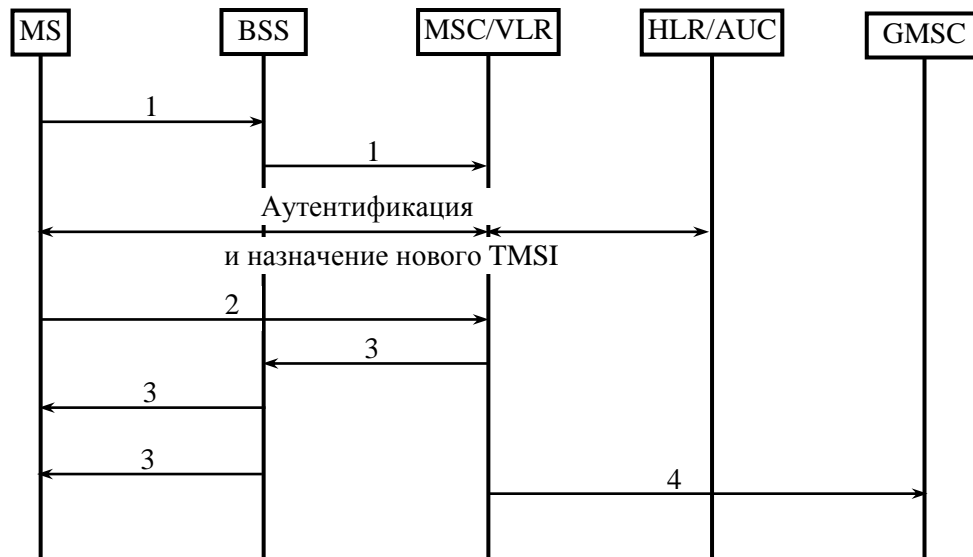 MS BSS MSC/VLR HLR/AUC GMSC
1
1
Аутентификация
и назначение нового TMSI
2
3
3
3
4